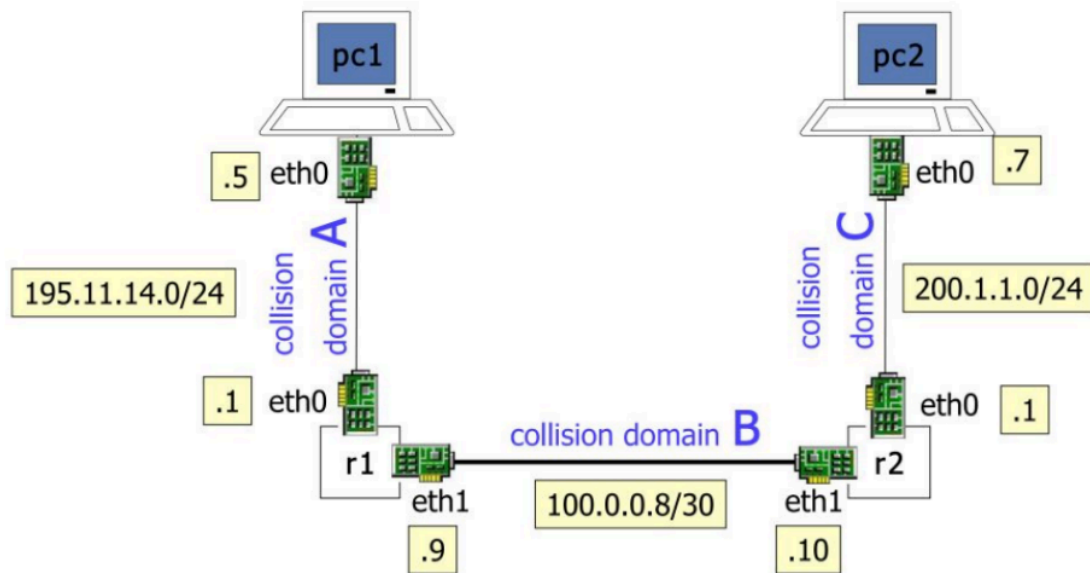 pc1
pc2
.5
eth0
eth0
.7
collision
domain A
collision
domain C
195.11.14.0/24
200.1.1.0/24
.1
eth0
eth0
.1
collision domain B
r1
r2
eth1
100.0.0.8/30
eth1
.9
.10